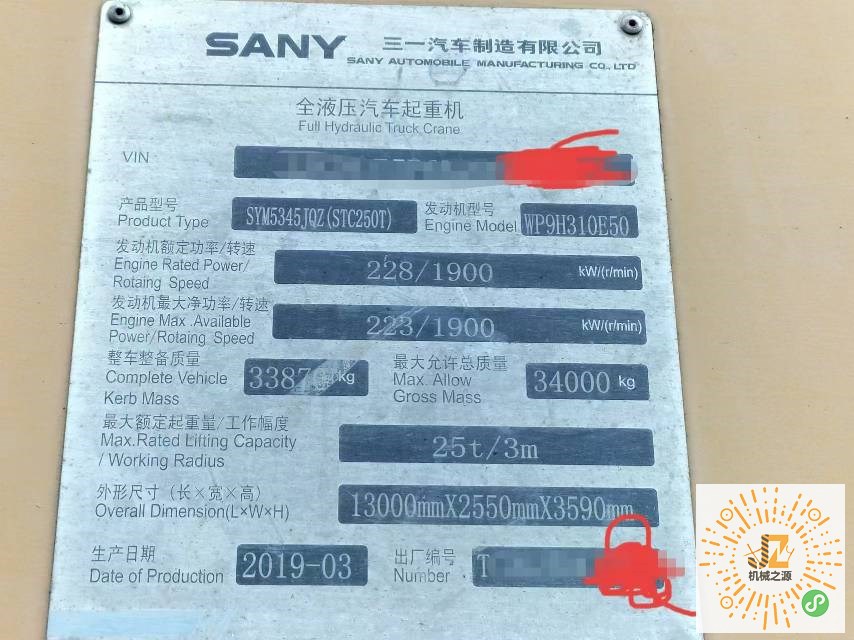 SANY 三一汽车制造有限公司
SANY AUTOMOBILE MANUFACTURING CO., LTD
全液压汽车起重机
Full Hydraulic Truck Crane
VIN
产品型号 发动机型号
Product Type SYM5345JQZ(STC250T) Engine Model WP9H310E50
发动机额定功率/转速
Engine Rated Power/ 228/1900 kW/(r/min)
Rotaing Speed
发动机最大净功率/转速
Engine Max .Available 223/1900 kW/(r/min)
Power/Rotaing Speed
整车整备质量 最大允许总质量
Complete Vehicle kg Max. Allow 34000 kg
Kerb Mass Gross Mass
最大额定起重量/工作幅度
Max.Rated Lifting Capacity 25t/3m
/ Working Radius
外形尺寸（长×宽×高）
Overall Dimension(L×W×H) 13000mmX2550mmX3590mm
生产日期 出厂编号
Date of Production 2019-03 Number T
JZ
机械之源